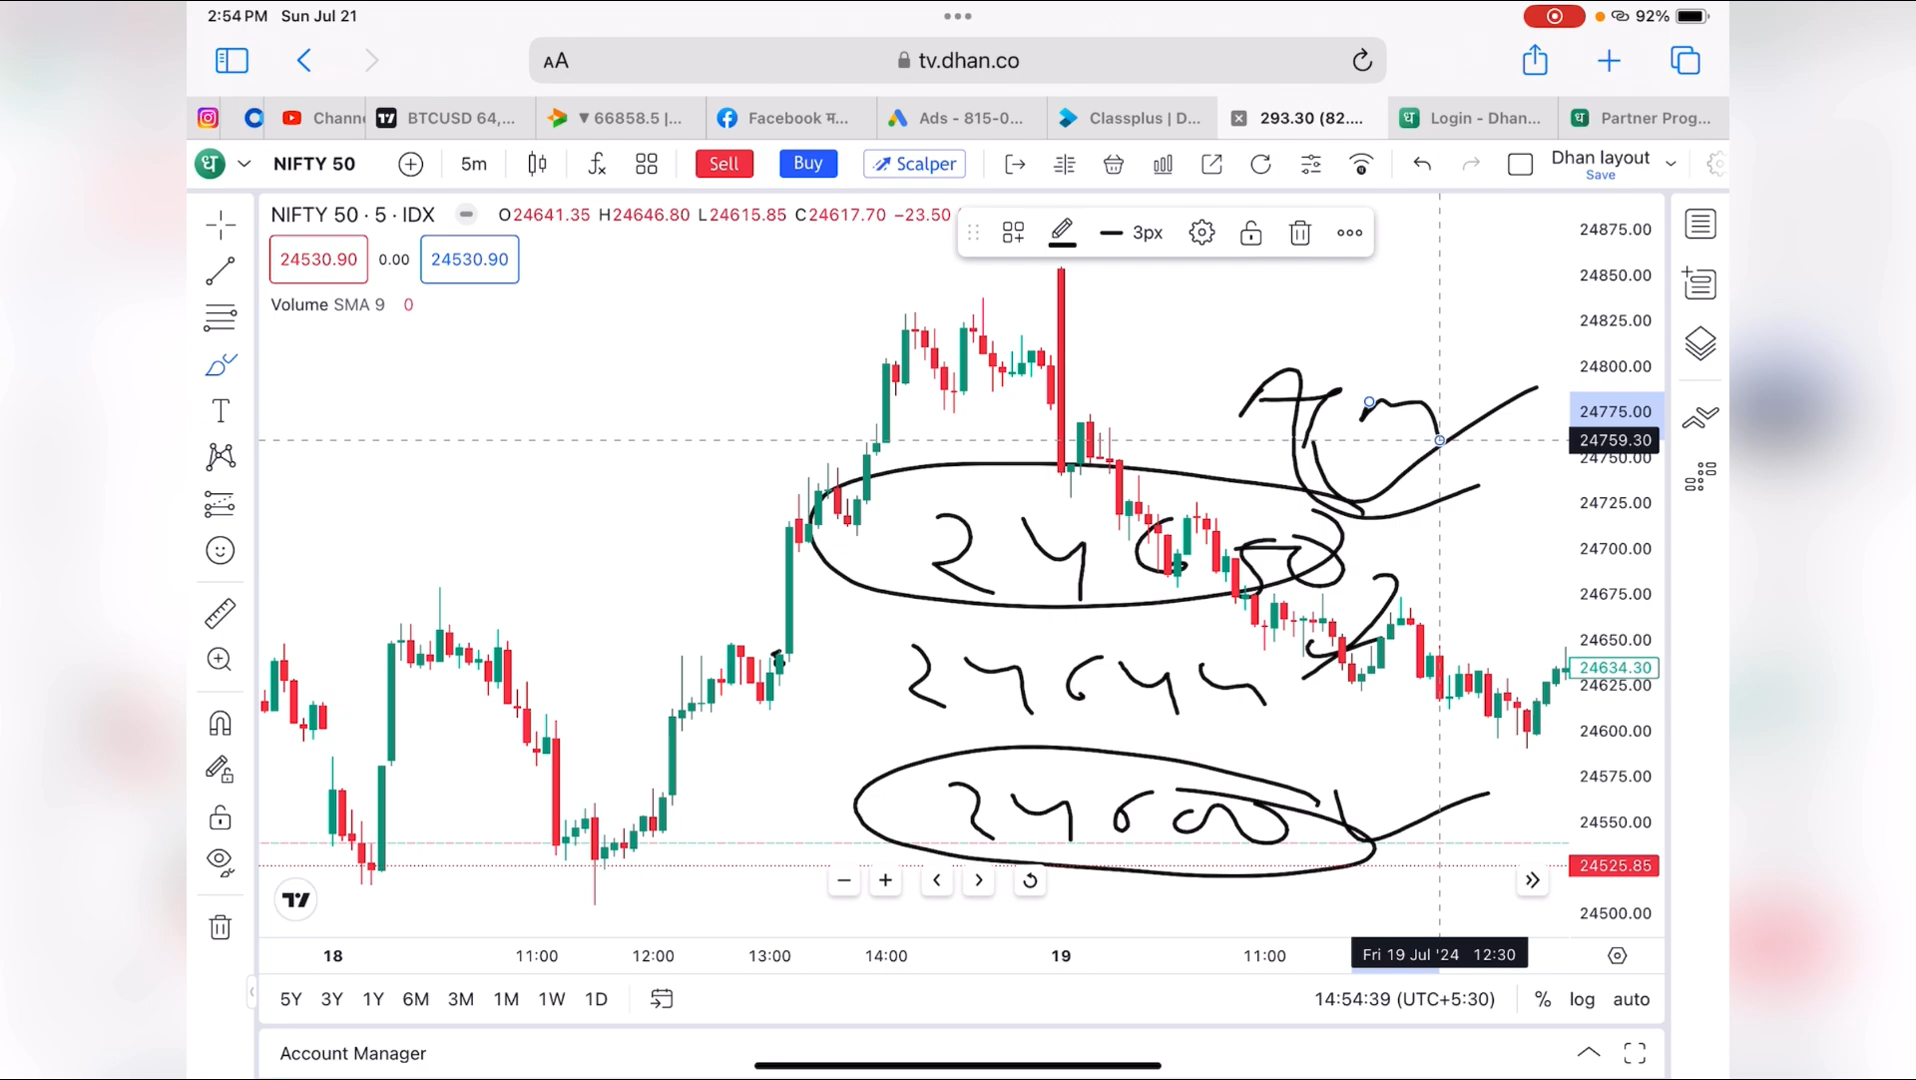 2:54 PM Sun Jul 21
92%
AA tv.dhan.co
Channe
BTCUSD 64,...
▼66858.5 |...
Facebook म...
Ads - 815-0...
Classplus | D...
293.30 (82....
Login - Dhan...
Partner Prog...
ध NIFTY 50 5m Sell Buy Scalper Dhan layout
Save
NIFTY 50 · 5 · IDX O24641.35 H24646.80 L24615.85 C24617.70 −23.50
3px
24530.90 0.00 24530.90
Volume SMA 9 0
24875.00
24850.00
24825.00
24800.00
24775.00
24759.30
24750.00
24725.00
24700.00
24675.00
24650.00
24634.30
24625.00
24600.00
24575.00
24550.00
24525.85
24500.00
24650
24644
24600
18 11:00 12:00 13:00 14:00 19 11:00 Fri 19 Jul '24 12:30
5Y 3Y 1Y 6M 3M 1M 1W 1D 14:54:39 (UTC+5:30) % log auto
Account Manager